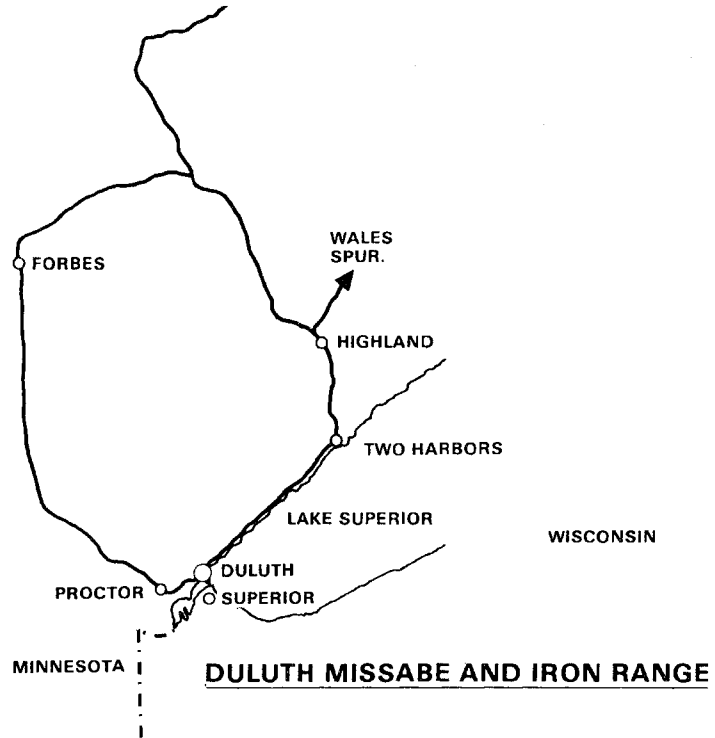 WALES
SPUR.
FORBES
HIGHLAND
TWO HARBORS
LAKE SUPERIOR
WISCONSIN
DULUTH
PROCTOR
SUPERIOR
MINNESOTA
DULUTH MISSABE AND IRON RANGE